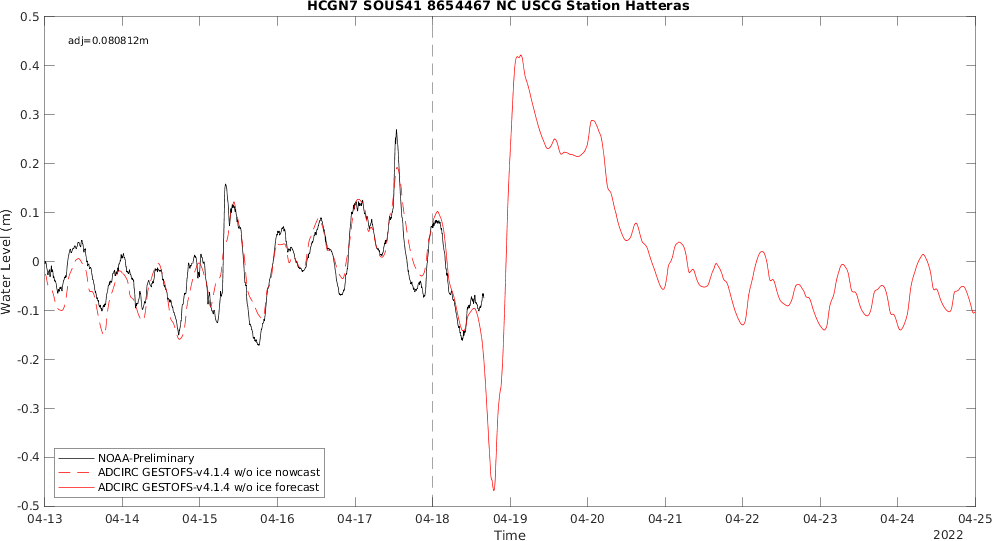 HCGN7 SOUS41 8654467 NC USCG Station Hatteras
adj=0.080812m
0.5
0.4
0.3
0.2
0.1
0
-0.1
-0.2
-0.3
-0.4
-0.5
Water Level (m)
NOAA-Preliminary
ADCIRC GESTOFS-v4.1.4 w/o ice nowcast
ADCIRC GESTOFS-v4.1.4 w/o ice forecast
04-13 04-14 04-15 04-16 04-17 04-18 04-19 04-20 04-21 04-22 04-23 04-24 04-25
Time
2022